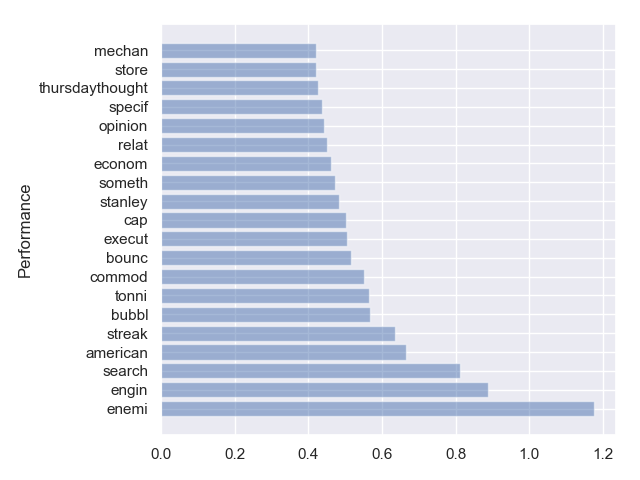 mechan
store
thursdaythought
specif
opinion
relat
econom
someth
stanley
cap
execut
bounc
commod
tonni
bubbl
streak
american
search
engin
enemi
Performance
0.0 0.2 0.4 0.6 0.8 1.0 1.2